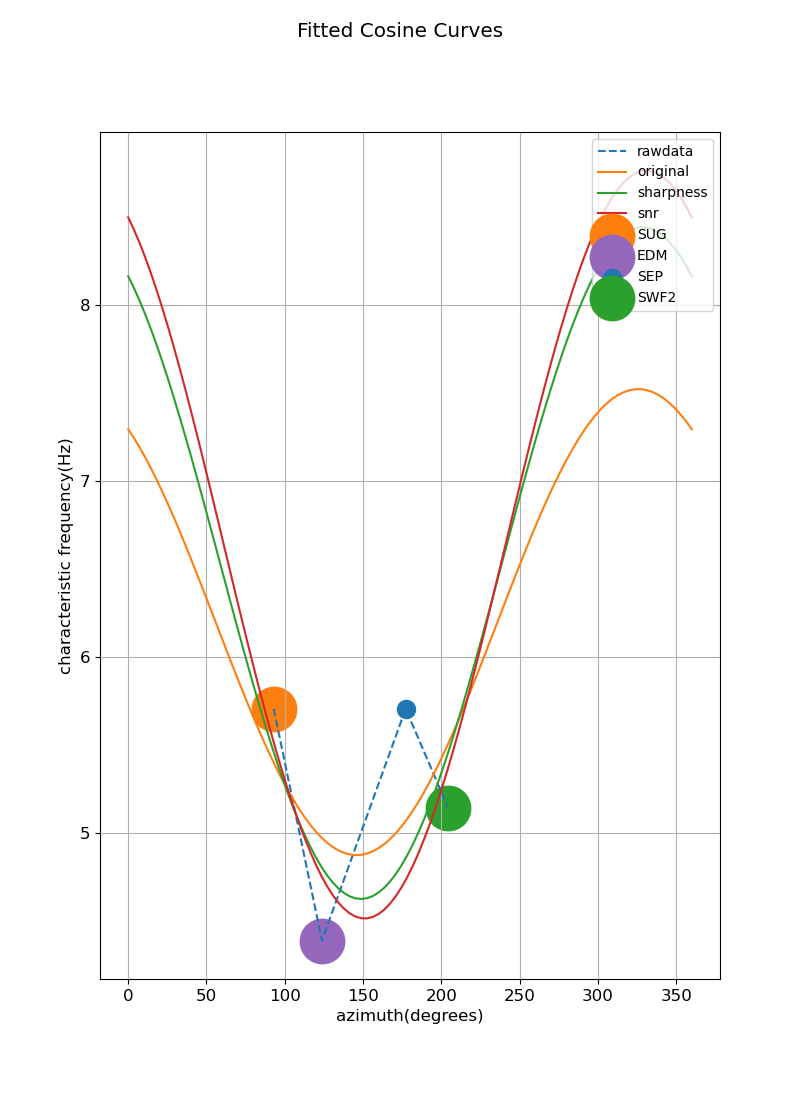 Fitted Cosine Curves
rawdata
original
sharpness
snr
SUG
EDM
SEP
SWF2
8
7
6
5
characteristic frequency(Hz)
0 50 100 150 200 250 300 350
azimuth(degrees)